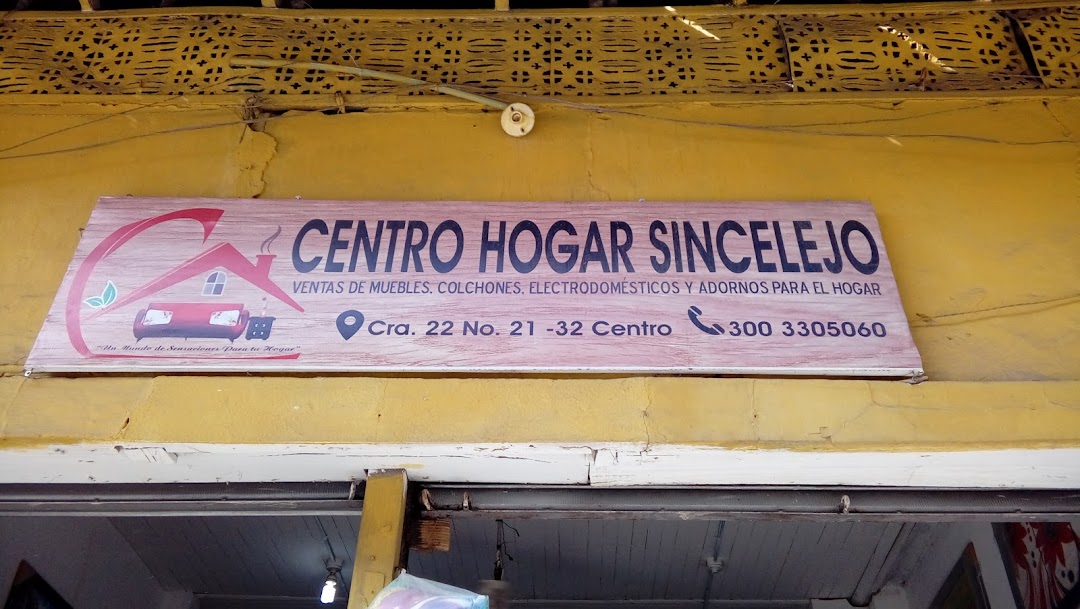 CENTRO HOGAR SINCELEJO
VENTAS DE MUEBLES, COLCHONES, ELECTRODOMÉSTICOS Y ADORNOS PARA EL HOGAR
Cra. 22 No. 21 -32 Centro 300 3305060
"Un Mundo de Sensaciones Para tu Hogar"